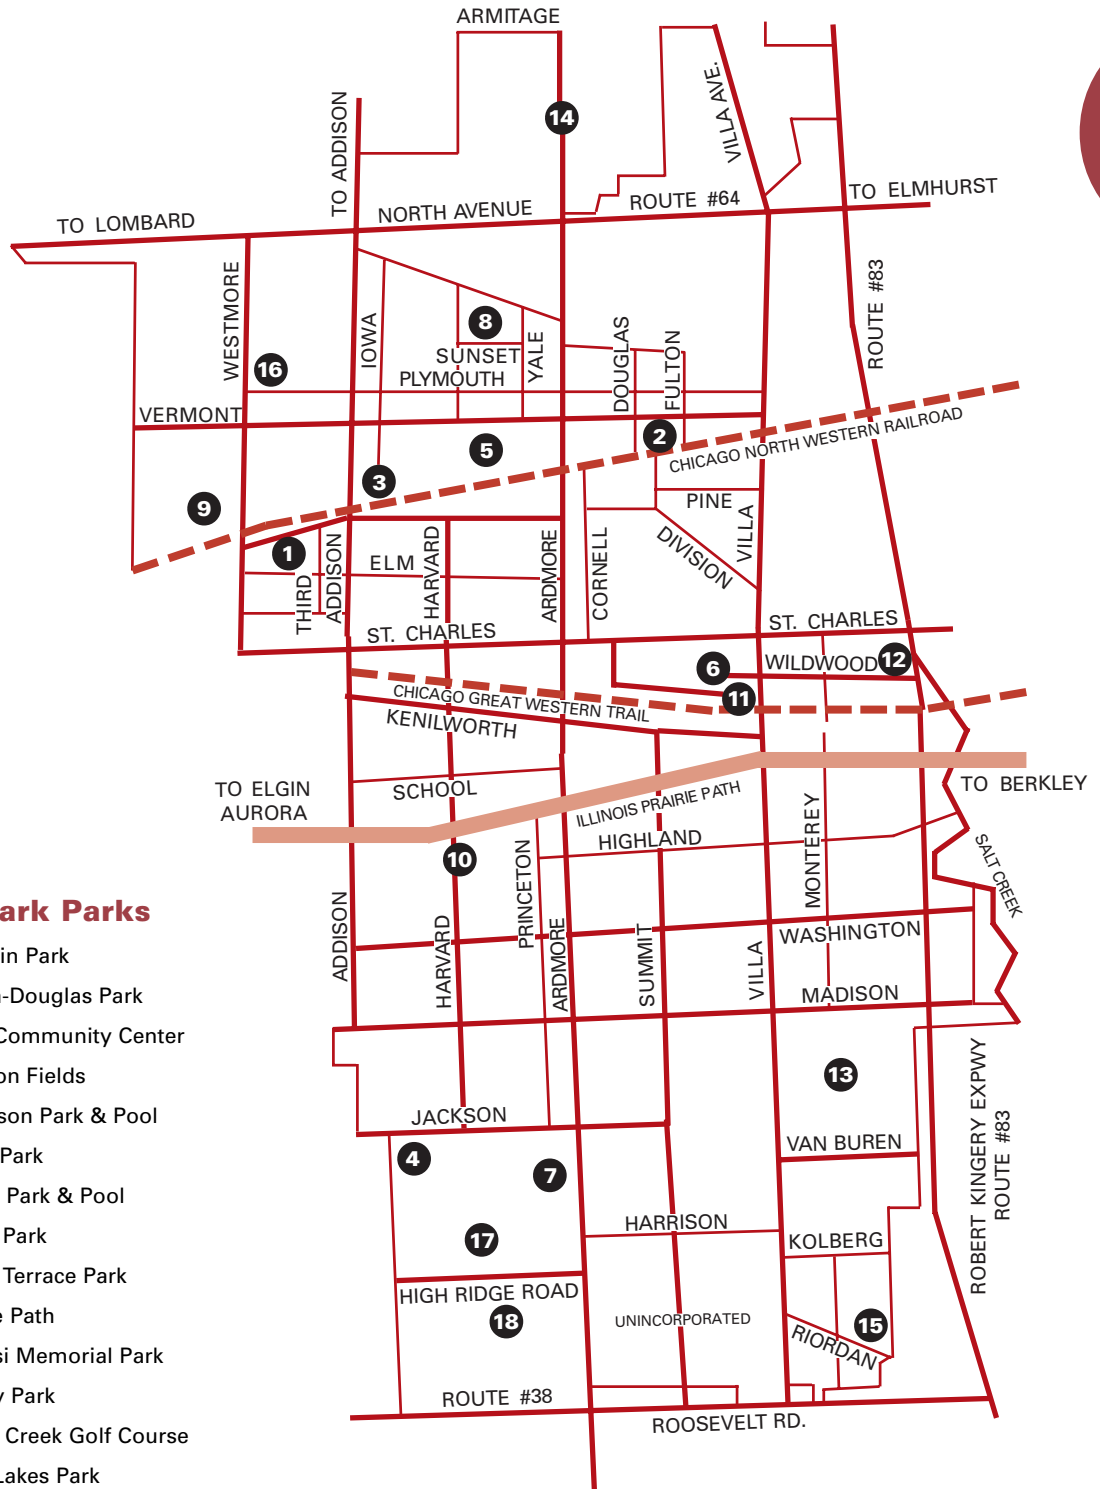 ARMITAGE
TO ADDISON
14
VILLA AVE.
TO LOMBARD
NORTH AVENUE
ROUTE #64
TO ELMHURST
WESTMORE
IOWA
8
SUNSET
YALE
DOUGLAS
FULTON
ROUTE #83
16
PLYMOUTH
VERMONT
5
2
CHICAGO NORTH WESTERN RAILROAD
3
9
PINE
VILLA
1
THIRD
ADDISON
ELM
HARVARD
ARDMORE
CORNELL
DIVISION
ST. CHARLES
ST. CHARLES
6
WILDWOOD
12
11
CHICAGO GREAT WESTERN TRAIL
KENILWORTH
TO ELGIN
AURORA
SCHOOL
ILLINOIS PRAIRIE PATH
TO BERKLEY
HIGHLAND
MONTEREY
SALT CREEK
10
PRINCETON
ADDISON
HARVARD
ARDMORE
SUMMIT
VILLA
WASHINGTON
MADISON
13
JACKSON
4
7
VAN BUREN
ROBERT KINGERY EXPWY
ROUTE #83
17
HARRISON
KOLBERG
HIGH RIDGE ROAD
18
UNINCORPORATED
15
RIORDAN
ROUTE #38
ROOSEVELT RD.
ark Parks
in Park
-Douglas Park
Community Center
on Fields
son Park & Pool
Park
Park & Pool
Park
Terrace Park
e Path
si Memorial Park
y Park
Creek Golf Course
Lakes Park